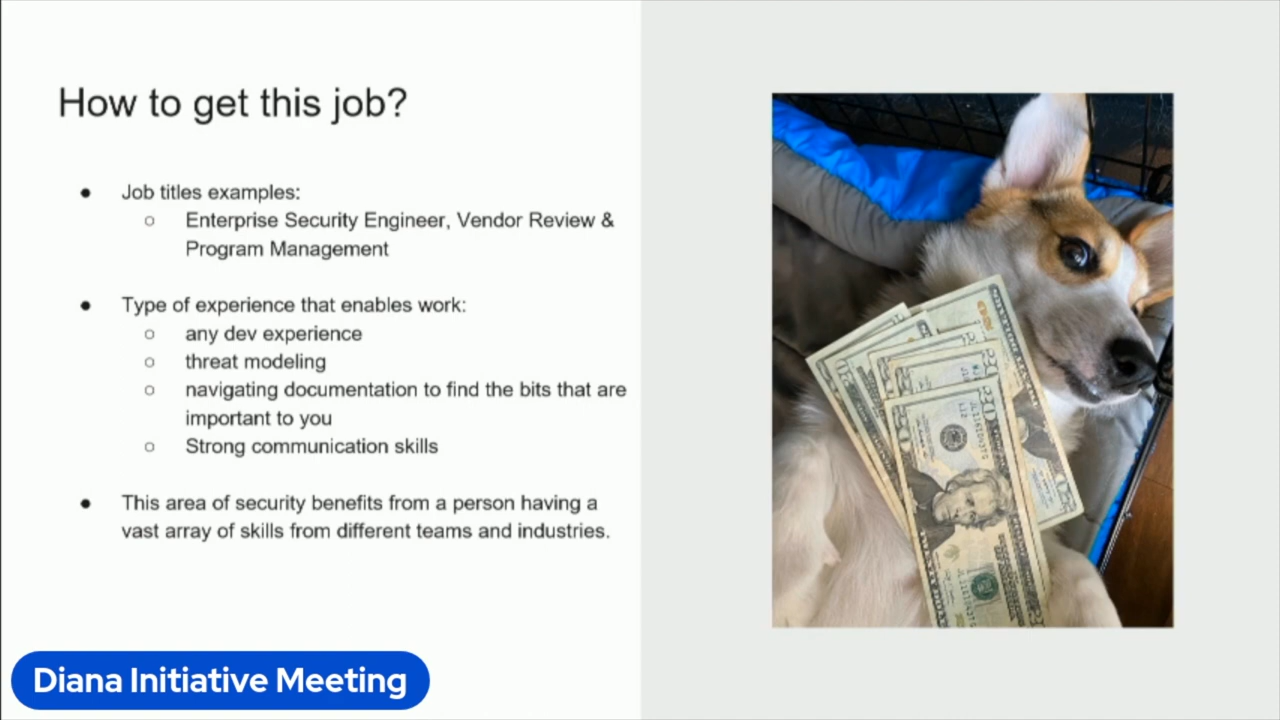 How to get this job?
● Job titles examples:
○ Enterprise Security Engineer, Vendor Review &
Program Management
● Type of experience that enables work:
○ any dev experience
○ threat modeling
○ navigating documentation to find the bits that are
important to you
○ Strong communication skills
● This area of security benefits from a person having a
vast array of skills from different teams and industries.
20
Diana Initiative Meeting